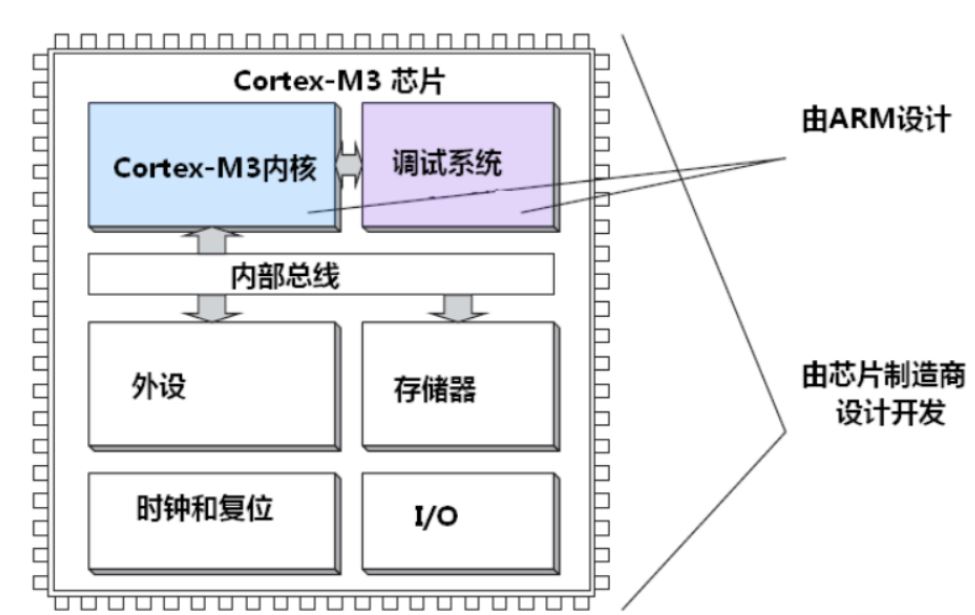 Cortex-M3 芯片
Cortex-M3内核
调试系统
由ARM设计
内部总线
外设
存储器
由芯片制造商
设计开发
时钟和复位
I/O